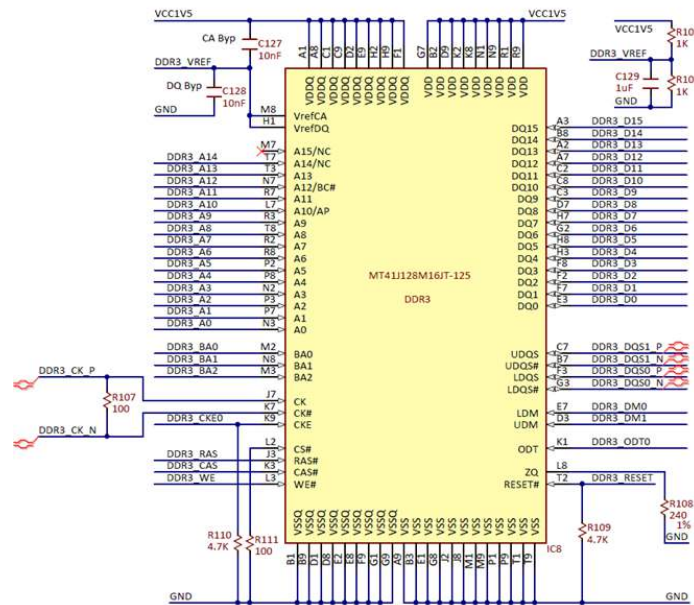 VCC1V5
CA Byp
C127
10nF
DDR3_VREF
DQ Byp
C128
10nF
GND
A1
A8
C1
C9
D2
E9
H2
H9
F1
VDDQ
VDDQ
VDDQ
VDDQ
VDDQ
VDDQ
VDDQ
VDDQ
VDDQ
VCC1V5
G7
B2
D9
K2
K8
N1
N9
R1
R9
VDD
VDD
VDD
VDD
VDD
VDD
VDD
VDD
VDD
VCC1V5
R10
1K
DDR3_VREF
C129
1uF
R10
1K
GND
M8 VrefCA
H1 VrefDQ
M7 A15/NC
DDR3_A14 T7 A14/NC
DDR3_A13 T3 A13
DDR3_A12 N7 A12/BC#
DDR3_A11 R7 A11
DDR3_A10 L7 A10/AP
DDR3_A9 R3 A9
DDR3_A8 T8 A8
DDR3_A7 R2 A7
DDR3_A6 R8 A6
DDR3_A5 P2 A5
DDR3_A4 P8 A4
DDR3_A3 N2 A3
DDR3_A2 P3 A2
DDR3_A1 P7 A1
DDR3_A0 N3 A0
DDR3_BA0 M2 BA0
DDR3_BA1 N8 BA1
DDR3_BA2 M3 BA2
DDR3_CK_P J7 CK
R107
100
DDR3_CK_N K7 CK#
DDR3_CKE0 K9 CKE
L2 CS#
DDR3_RAS J3 RAS#
DDR3_CAS K3 CAS#
DDR3_WE L3 WE#
MT41J128M16JT-125
DDR3
DQ15 A3 DDR3_D15
DQ14 B8 DDR3_D14
DQ13 A2 DDR3_D13
DQ12 A7 DDR3_D12
DQ11 C2 DDR3_D11
DQ10 C8 DDR3_D10
DQ9 C3 DDR3_D9
DQ8 D7 DDR3_D8
DQ7 H7 DDR3_D7
DQ6 G2 DDR3_D6
DQ5 H8 DDR3_D5
DQ4 H3 DDR3_D4
DQ3 F8 DDR3_D3
DQ2 F2 DDR3_D2
DQ1 F7 DDR3_D1
DQ0 E3 DDR3_D0
UDQS C7 DDR3_DQS1_P
UDQS# B7 DDR3_DQS1_N
LDQS F3 DDR3_DQS0_P
LDQS# G3 DDR3_DQS0_N
LDM E7 DDR3_DM0
UDM D3 DDR3_DM1
ODT K1 DDR3_ODT0
ZQ L8
RESET# T2 DDR3_RESET
R108
240
1%
GND
R110
4.7K
R111
100
R109
4.7K
IC8
VSSQ
VSSQ
VSSQ
VSSQ
VSSQ
VSSQ
VSSQ
VSSQ
VSSQ
VSS
VSS
VSS
VSS
VSS
VSS
VSS
VSS
VSS
VSS
VSS
VSS
B1
B9
D1
D8
E2
E8
F9
G1
G9
A9
B3
E1
G8
J2
J8
M1
M9
P1
P9
T1
T9
GND
GND